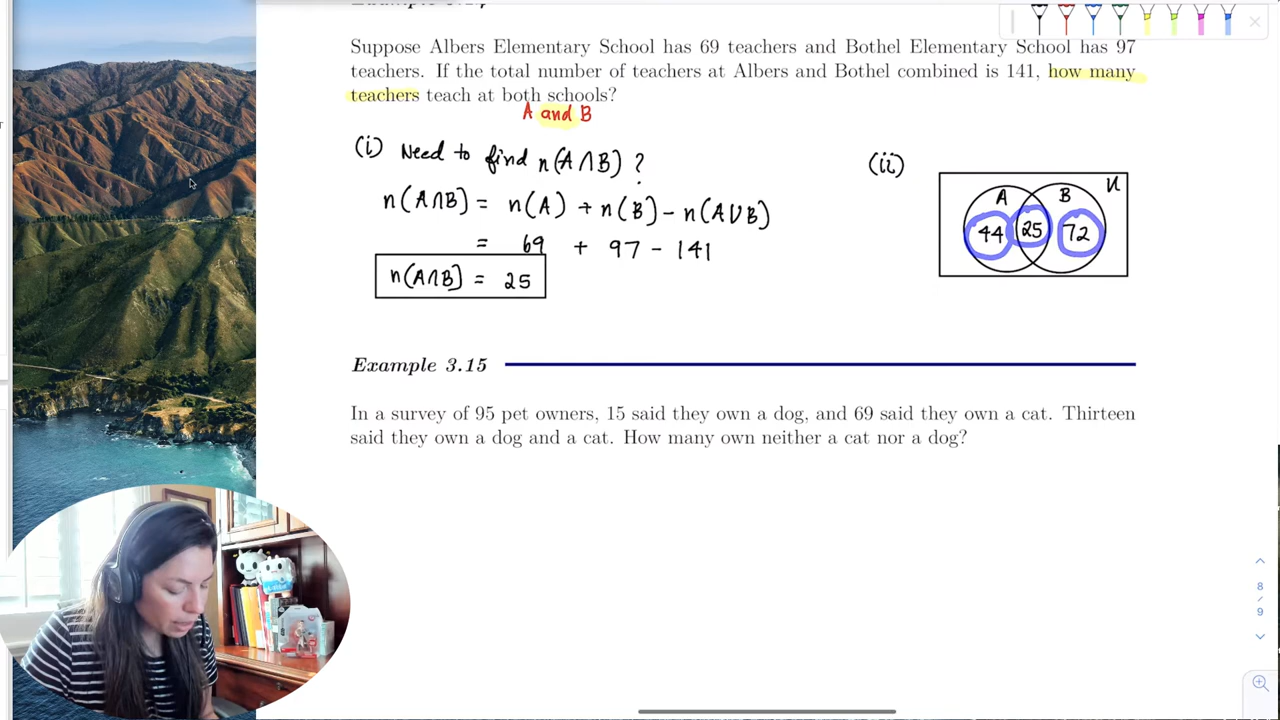 Suppose Albers Elementary School has 69 teachers and Bothel Elementary School has 97
teachers. If the total number of teachers at Albers and Bothel combined is 141, how many
teachers teach at both schools?
A and B
(i) Need to find n(A∩B)?
n(A∩B) = n(A) + n(B) - n(A∪B)
= 69 + 97 - 141
n(A∩B) = 25
(ii)
A B U
44 25 72
Example 3.15
In a survey of 95 pet owners, 15 said they own a dog, and 69 said they own a cat. Thirteen
said they own a dog and a cat. How many own neither a cat nor a dog?
8
/
9